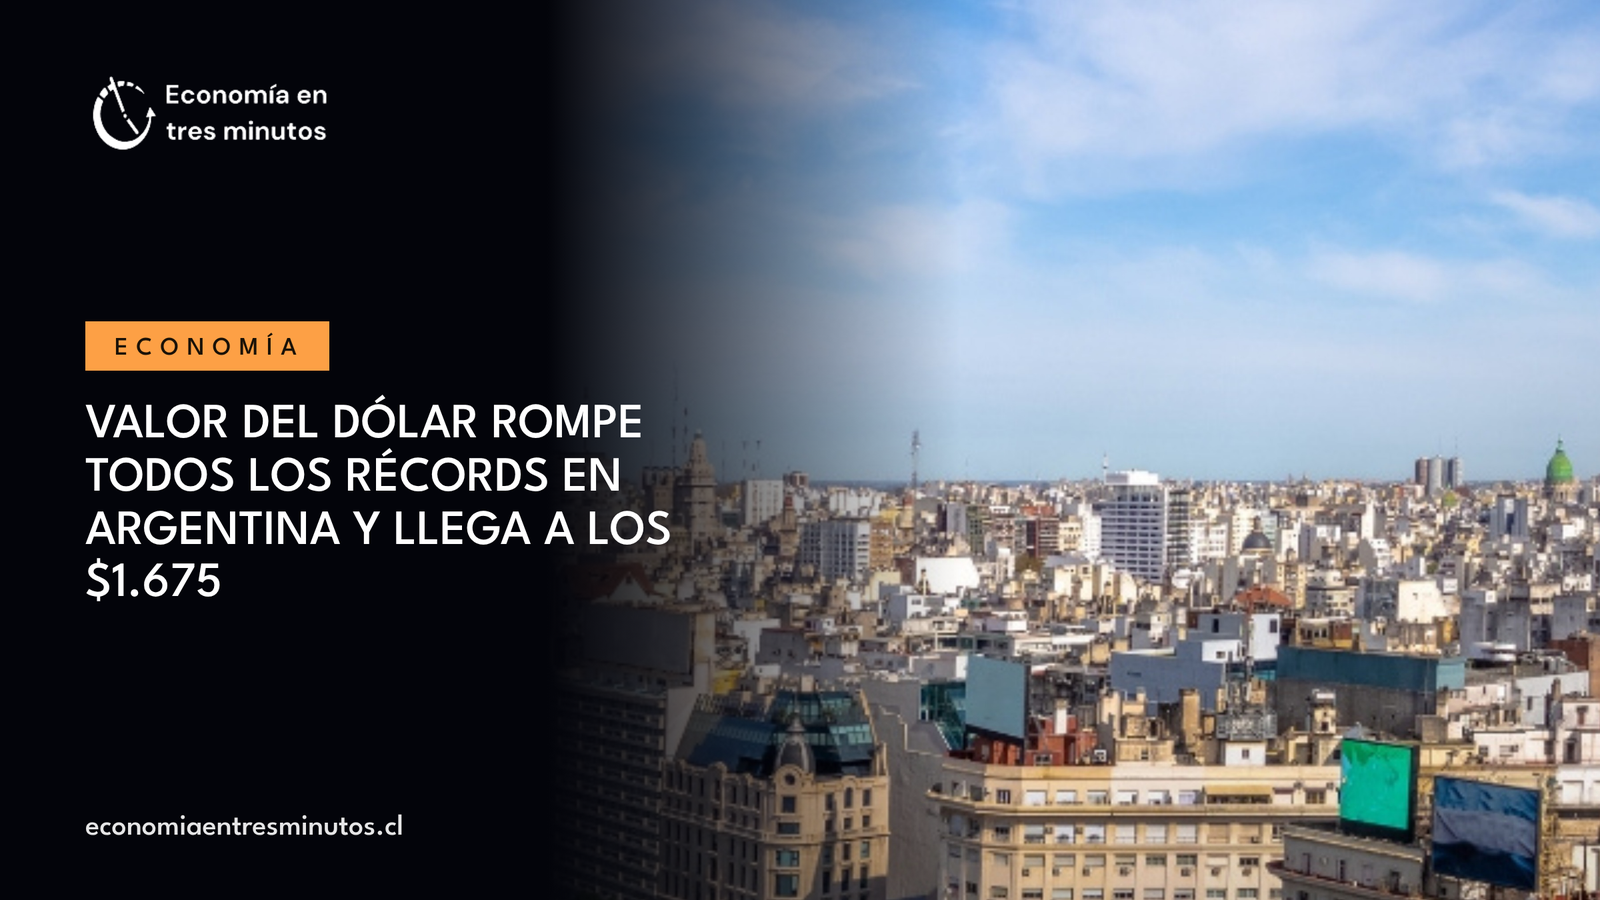 Economía en
tres minutos
ECONOMÍA
VALOR DEL DÓLAR ROMPE
TODOS LOS RÉCORDS EN
ARGENTINA Y LLEGA A LOS
$1.675
economiaentresminutos.cl